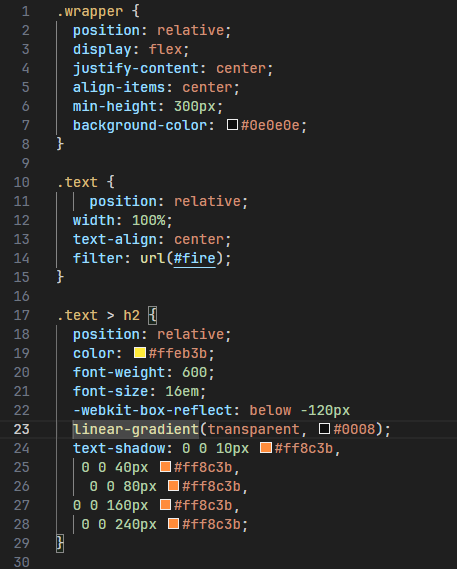 1 .wrapper {
2 position: relative;
3 display: flex;
4 justify-content: center;
5 align-items: center;
6 min-height: 300px;
7 background-color: #0e0e0e;
8 }
9
10 .text {
11 position: relative;
12 width: 100%;
13 text-align: center;
14 filter: url(#fire);
15 }
16
17 .text > h2 {
18 position: relative;
19 color: #ffeb3b;
20 font-weight: 600;
21 font-size: 16em;
22 -webkit-box-reflect: below -120px
23 linear-gradient(transparent, #0008);
24 text-shadow: 0 0 10px #ff8c3b,
25 0 0 40px #ff8c3b,
26 0 0 80px #ff8c3b,
27 0 0 160px #ff8c3b,
28 0 0 240px #ff8c3b;
29 }
30